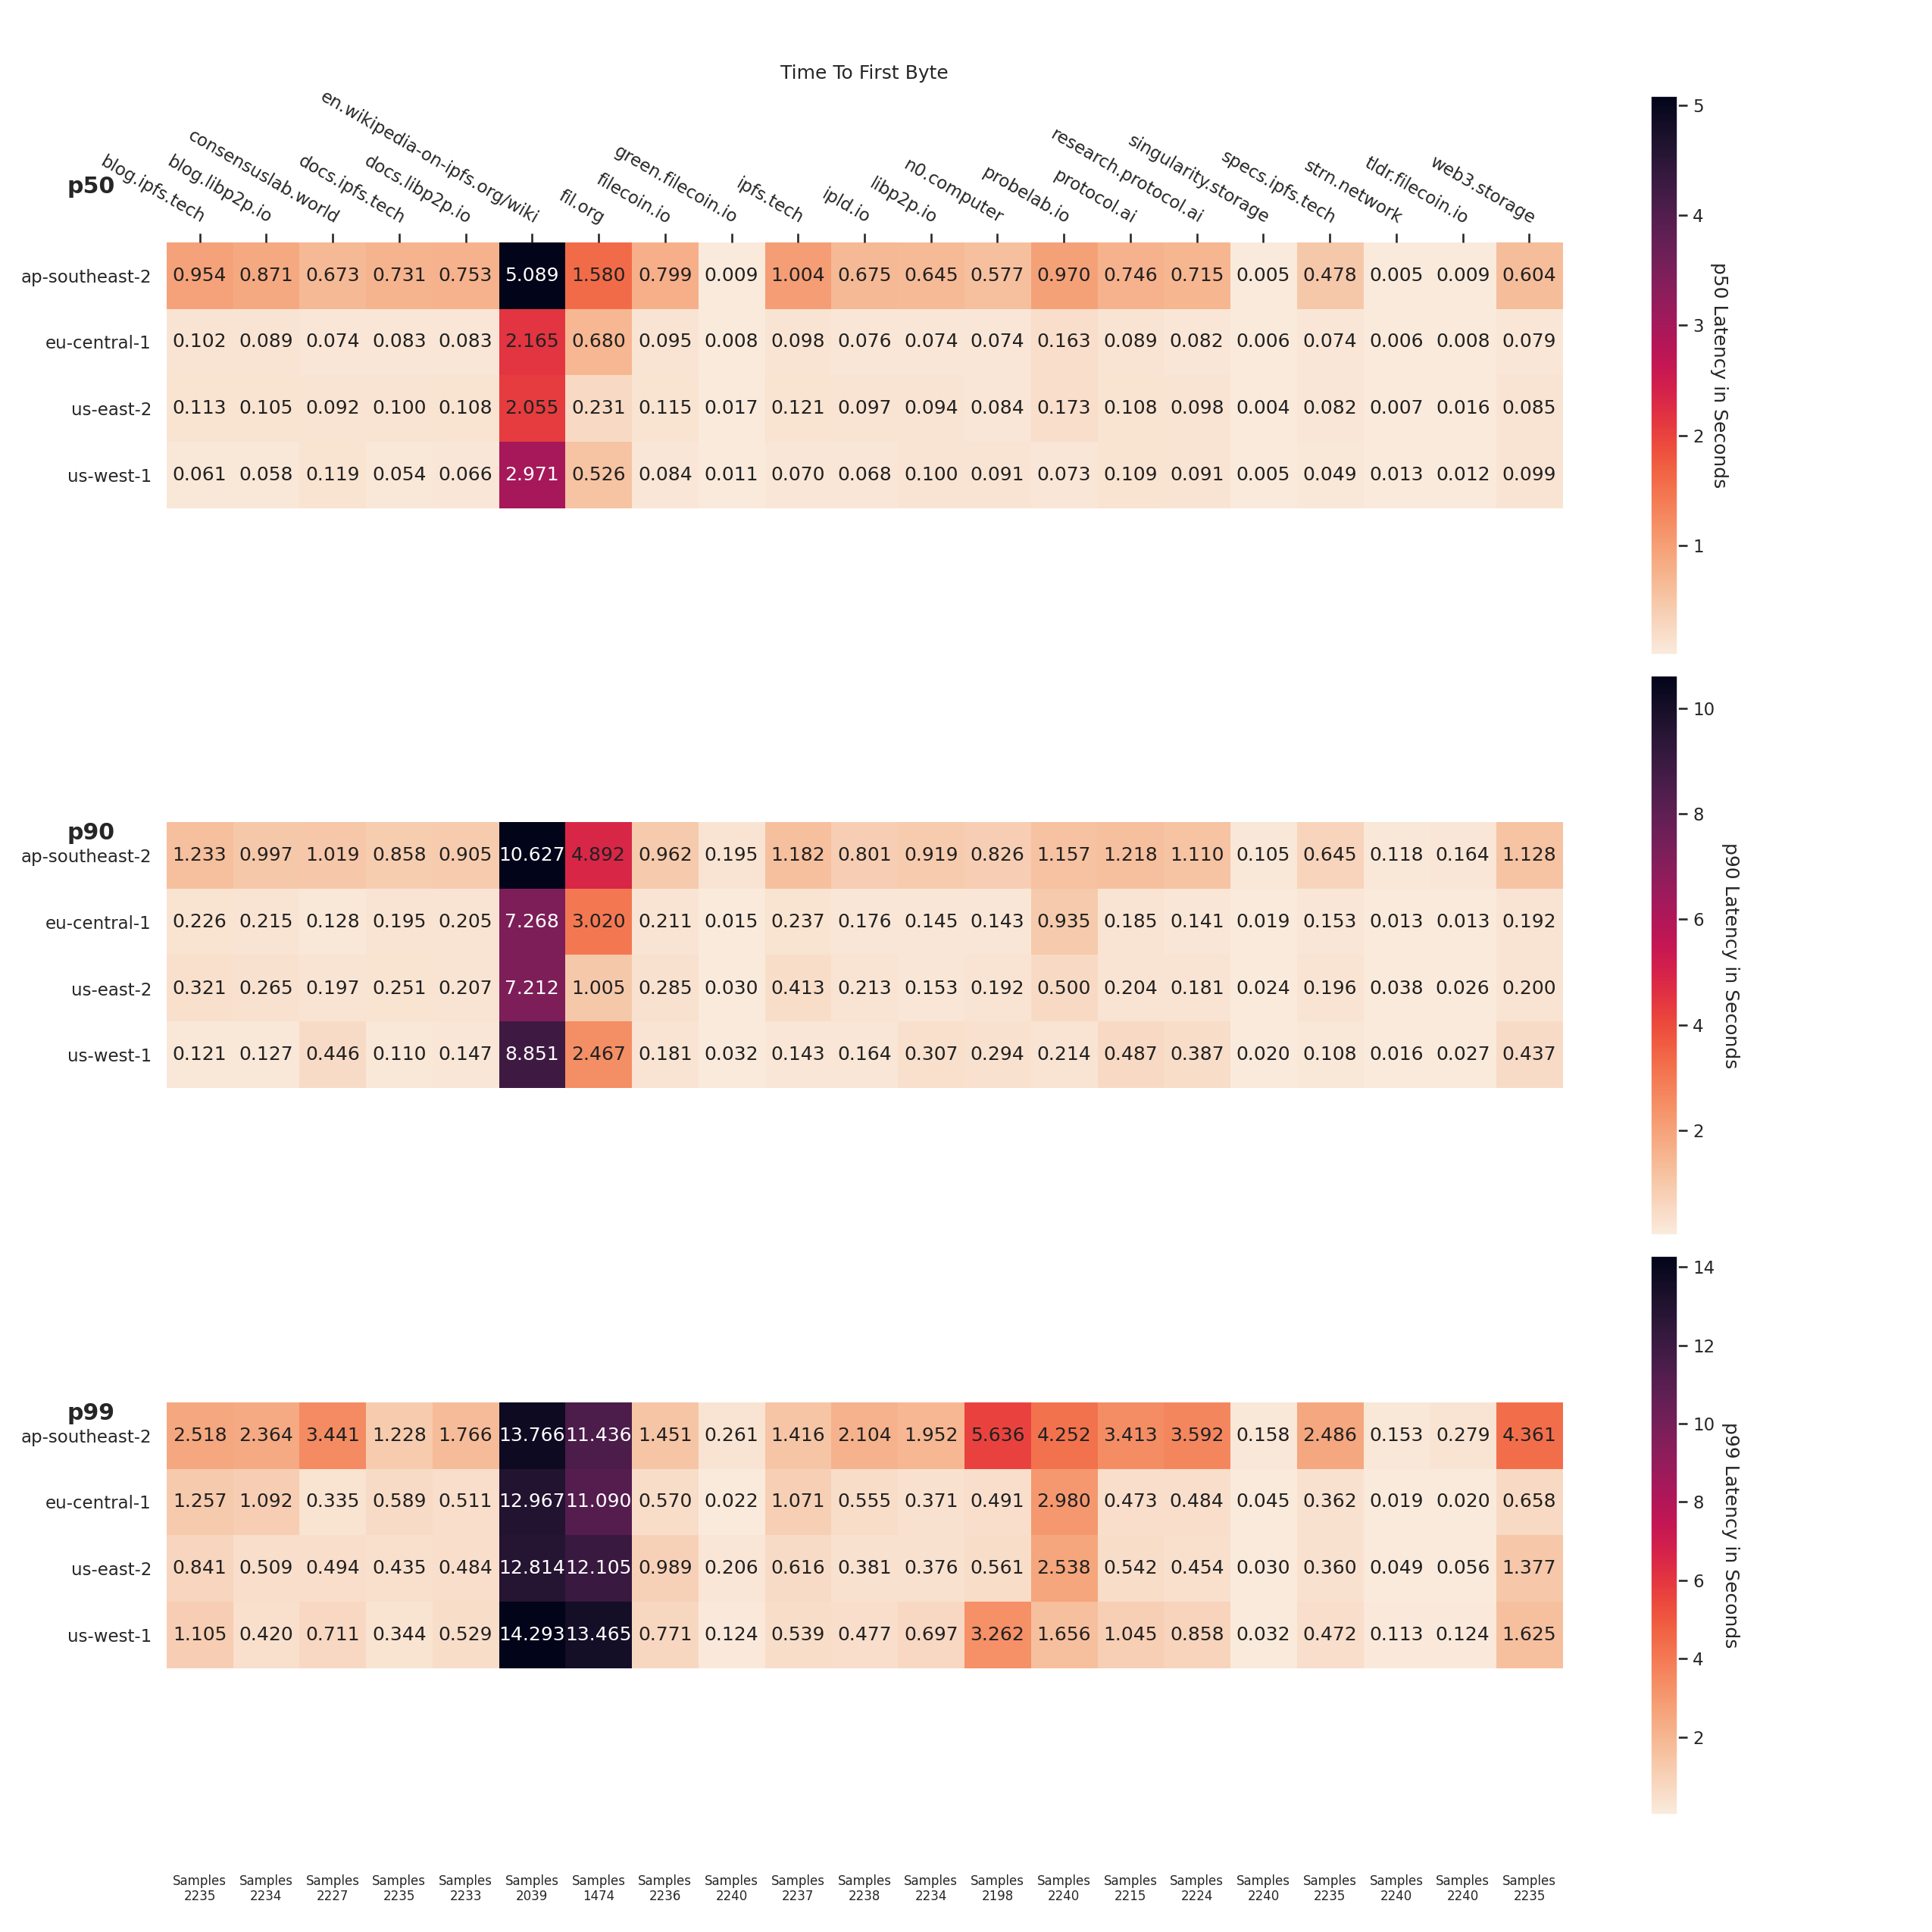 Time To First Byte
blog.ipfs.tech
blog.libp2p.io
consensuslab.world
docs.ipfs.tech
docs.libp2p.io
en.wikipedia-on-ipfs.org/wiki
fil.org
filecoin.io
green.filecoin.io
ipfs.tech
ipld.io
libp2p.io
n0.computer
probelab.io
protocol.ai
research.protocol.ai
singularity.storage
specs.ipfs.tech
strn.network
tldr.filecoin.io
web3.storage
p50
ap-southeast-2 0.954 0.871 0.673 0.731 0.753 5.089 1.580 0.799 0.009 1.004 0.675 0.645 0.577 0.970 0.746 0.715 0.005 0.478 0.005 0.009 0.604
eu-central-1 0.102 0.089 0.074 0.083 0.083 2.165 0.680 0.095 0.008 0.098 0.076 0.074 0.074 0.163 0.089 0.082 0.006 0.074 0.006 0.008 0.079
us-east-2 0.113 0.105 0.092 0.100 0.108 2.055 0.231 0.115 0.017 0.121 0.097 0.094 0.084 0.173 0.108 0.098 0.004 0.082 0.007 0.016 0.085
us-west-1 0.061 0.058 0.119 0.054 0.066 2.971 0.526 0.084 0.011 0.070 0.068 0.100 0.091 0.073 0.109 0.091 0.005 0.049 0.013 0.012 0.099
5
4
3
2
1
p50 Latency in Seconds
p90
ap-southeast-2 1.233 0.997 1.019 0.858 0.905 10.627 4.892 0.962 0.195 1.182 0.801 0.919 0.826 1.157 1.218 1.110 0.105 0.645 0.118 0.164 1.128
eu-central-1 0.226 0.215 0.128 0.195 0.205 7.268 3.020 0.211 0.015 0.237 0.176 0.145 0.143 0.935 0.185 0.141 0.019 0.153 0.013 0.013 0.192
us-east-2 0.321 0.265 0.197 0.251 0.207 7.212 1.005 0.285 0.030 0.413 0.213 0.153 0.192 0.500 0.204 0.181 0.024 0.196 0.038 0.026 0.200
us-west-1 0.121 0.127 0.446 0.110 0.147 8.851 2.467 0.181 0.032 0.143 0.164 0.307 0.294 0.214 0.487 0.387 0.020 0.108 0.016 0.027 0.437
10
8
6
4
2
p90 Latency in Seconds
p99
ap-southeast-2 2.518 2.364 3.441 1.228 1.766 13.766 11.436 1.451 0.261 1.416 2.104 1.952 5.636 4.252 3.413 3.592 0.158 2.486 0.153 0.279 4.361
eu-central-1 1.257 1.092 0.335 0.589 0.511 12.967 11.090 0.570 0.022 1.071 0.555 0.371 0.491 2.980 0.473 0.484 0.045 0.362 0.019 0.020 0.658
us-east-2 0.841 0.509 0.494 0.435 0.484 12.814 12.105 0.989 0.206 0.616 0.381 0.376 0.561 2.538 0.542 0.454 0.030 0.360 0.049 0.056 1.377
us-west-1 1.105 0.420 0.711 0.344 0.529 14.293 13.465 0.771 0.124 0.539 0.477 0.697 3.262 1.656 1.045 0.858 0.032 0.472 0.113 0.124 1.625
14
12
10
8
6
4
2
p99 Latency in Seconds
Samples Samples Samples Samples Samples Samples Samples Samples Samples Samples Samples Samples Samples Samples Samples Samples Samples Samples Samples Samples Samples
2235 2234 2227 2235 2233 2039 1474 2236 2240 2237 2238 2234 2198 2240 2215 2224 2240 2235 2240 2240 2235